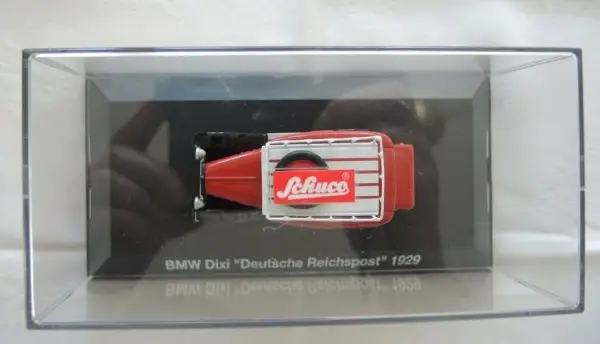 Schuco®
BMW Dixi "Deutsche Reichspost" 1929